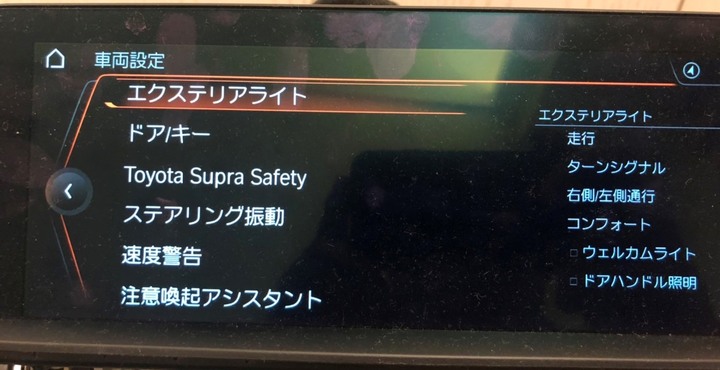 車両設定
エクステリアライト
ドア/キー
Toyota Supra Safety
ステアリング振動
速度警告
注意喚起アシスタント
エクステリアライト
走行
ターンシグナル
右側/左側通行
コンフォート
ウェルカムライト
ドアハンドル照明